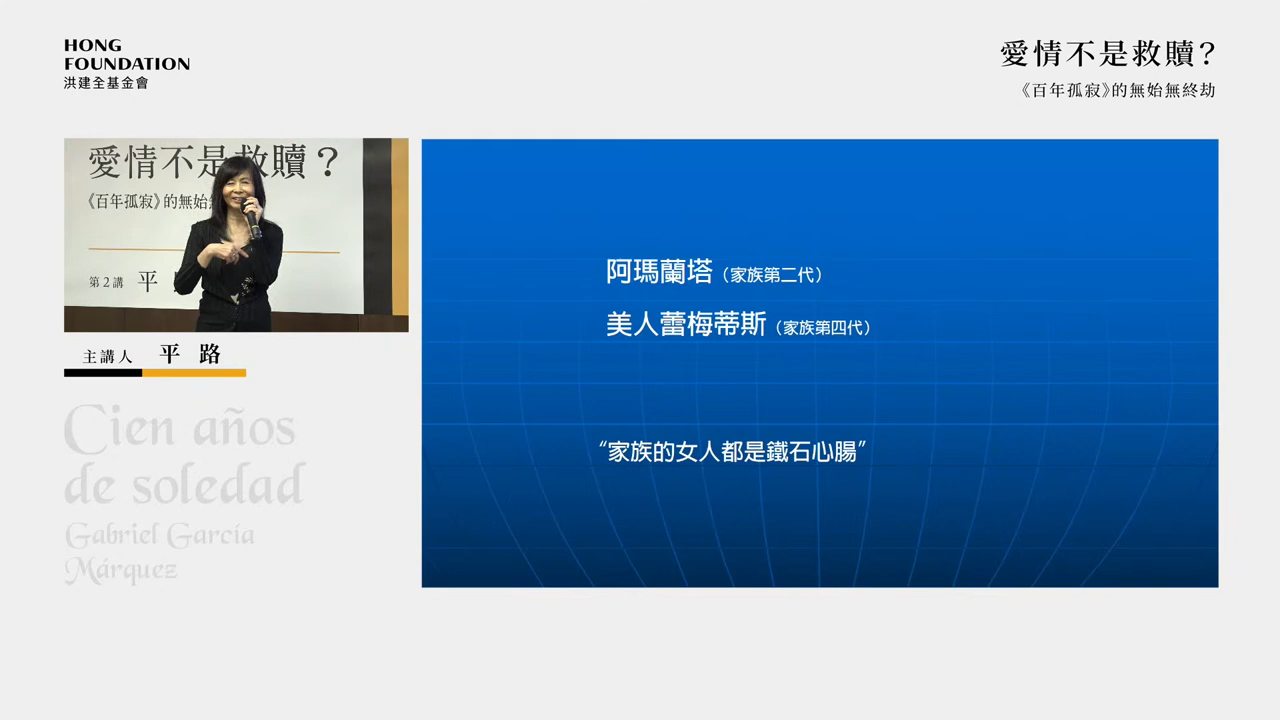 HONG
FOUNDATION
洪建全基金會
愛情不是救贖？
《百年孤寂》的無始無終劫
愛情不是救贖？
《百年孤寂》的無始
第2講 平
主講人 平 路
Cien años
de soledad
Gabriel García
Márquez
阿瑪蘭塔（家族第二代）
美人蕾梅蒂斯（家族第四代）
“家族的女人都是鐵石心腸”